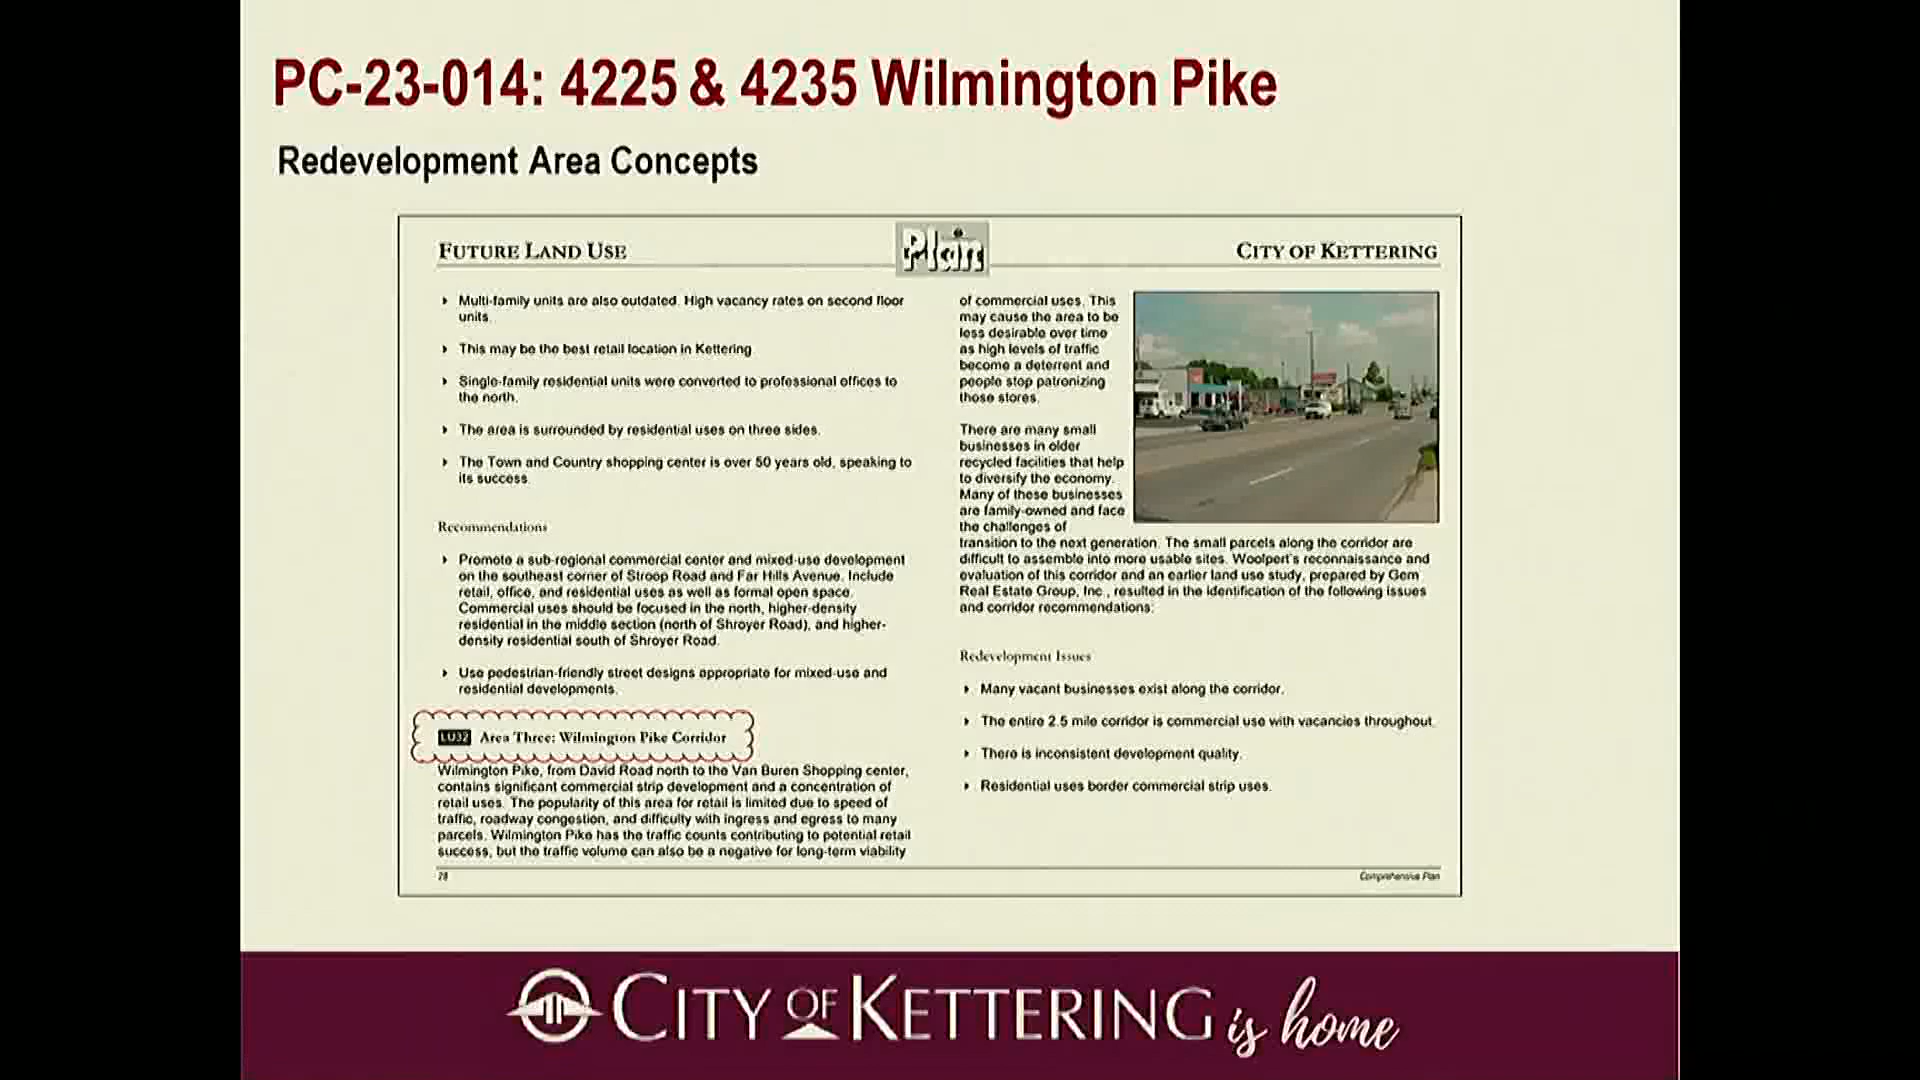 PC-23-014: 4225 & 4235 Wilmington Pike
Redevelopment Area Concepts
FUTURE LAND USE
Plan
CITY OF KETTERING
Multi-family units are also outdated. High vacancy rates on second floor
units.
This may be the best retail location in Kettering
Single-family residential units were converted to professional offices to
the north.
The area is surrounded by residential uses on three sides.
The Town and Country shopping center is over 50 years old, speaking to
its success.
Recommendations
Promote a sub-regional commercial center and mixed-use development
on the southeast corner of Stroop Road and Far Hills Avenue. Include
retail, office, and residential uses as well as formal open space.
Commercial uses should be focused in the north, higher-density
residential in the middle section (north of Shroyer Road), and higher-
density residential south of Shroyer Road.
Use pedestrian-friendly street designs appropriate for mixed-use and
residential developments.
LU32 Area Three: Wilmington Pike Corridor
Wilmington Pike, from David Road north to the Van Buren Shopping center,
contains significant commercial strip development and a concentration of
retail uses. The popularity of this area for retail is limited due to speed of
traffic, roadway congestion, and difficulty with ingress and egress to many
parcels. Wilmington Pike has the traffic counts contributing to potential retail
success, but the traffic volume can also be a negative for long-term viability
of commercial uses. This
may cause the area to be
less desirable over time
as high levels of traffic
become a deterrent and
people stop patronizing
those stores.
There are many small
businesses in older
recycled facilities that help
to diversify the economy.
Many of these businesses
are family-owned and face
the challenges of
transition to the next generation. The small parcels along the corridor are
difficult to assemble into more usable sites. Woolpert's reconnaissance and
evaluation of this corridor and an earlier land use study, prepared by Gem
Real Estate Group, Inc., resulted in the identification of the following issues
and corridor recommendations:
Redevelopment Issues
Many vacant businesses exist along the corridor.
The entire 2.5 mile corridor is commercial use with vacancies throughout.
There is inconsistent development quality.
Residential uses border commercial strip uses.
28
Comprehensive Plan
CITY OF KETTERING is home